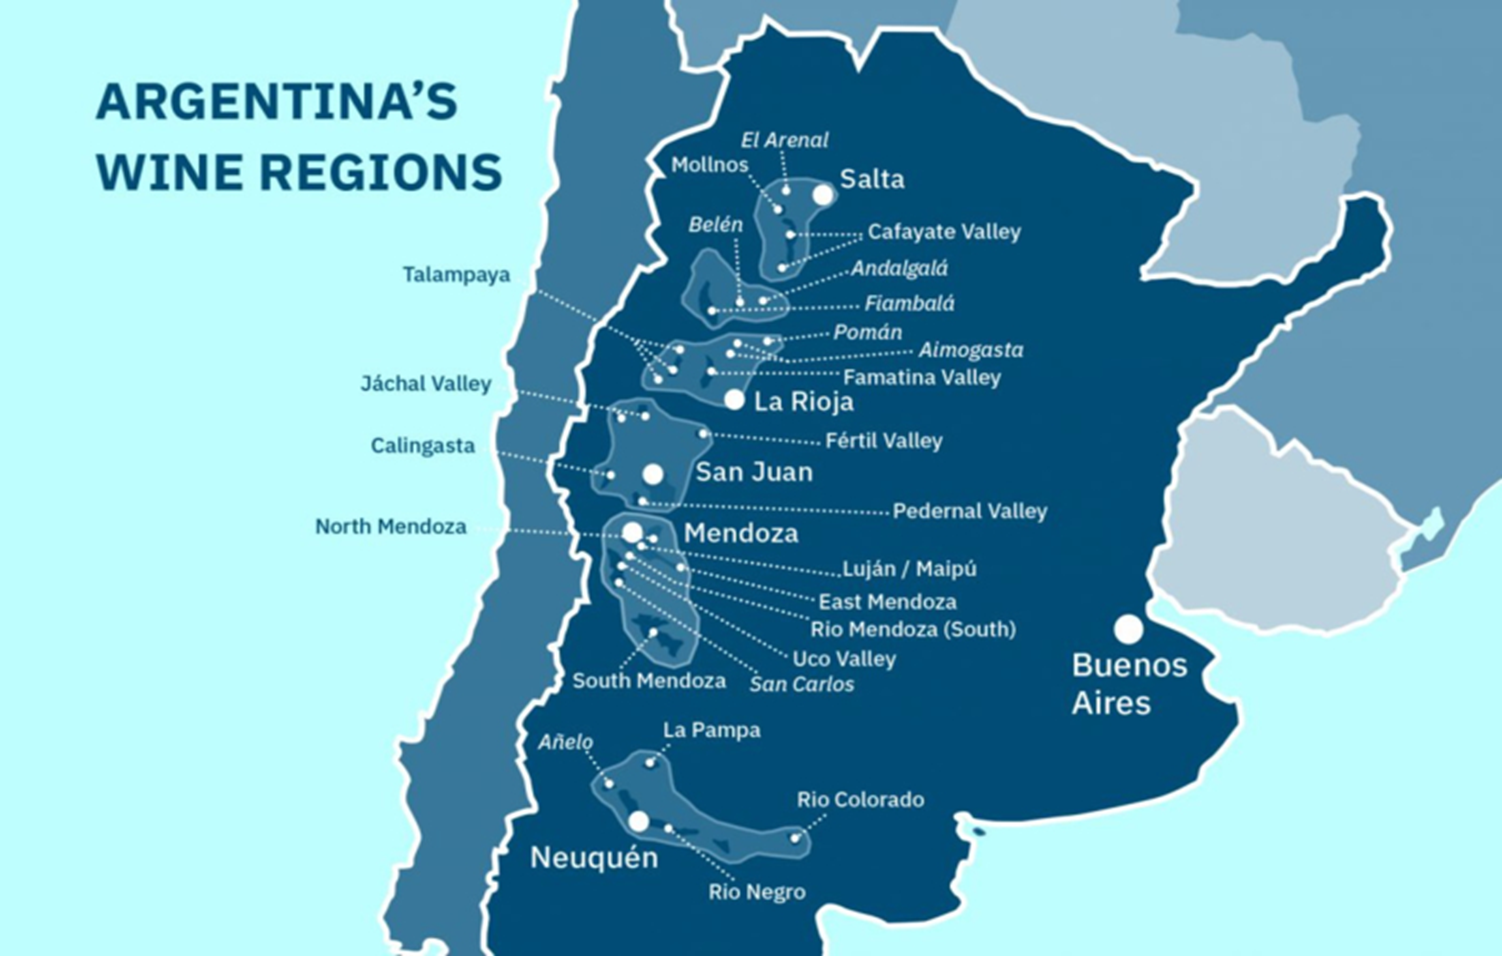 ARGENTINA'S
WINE REGIONS
El Arenal
Mollnos
Salta
Belén
Cafayate Valley
Talampaya
Andalgalá
Fiambalá
Pomán
Aimogasta
Famatina Valley
Jáchal Valley
La Rioja
Calingasta
Fértil Valley
San Juan
Pedernal Valley
North Mendoza
Mendoza
Luján / Maipú
East Mendoza
Rio Mendoza (South)
Uco Valley
South Mendoza
San Carlos
Buenos
Aires
La Pampa
Añelo
Rio Colorado
Neuquén
Rio Negro